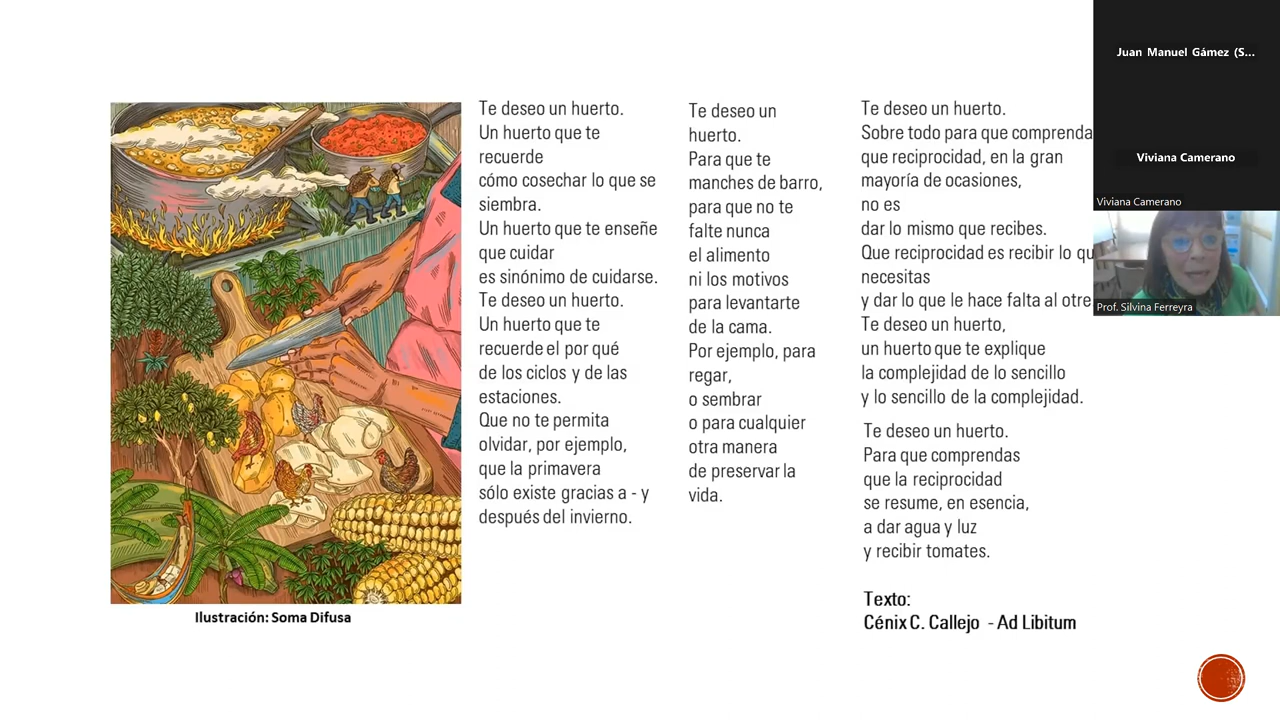 Te deseo un huerto.
Un huerto que te
recuerde
cómo cosechar lo que se
siembra.
Un huerto que te enseñe
que cuidar
es sinónimo de cuidarse.
Te deseo un huerto.
Un huerto que te
recuerde el por qué
de los ciclos y de las
estaciones.
Que no te permita
olvidar, por ejemplo,
que la primavera
sólo existe gracias a - y
después del invierno.
Te deseo un
huerto.
Para que te
manches de barro,
para que no te
falte nunca
el alimento
ni los motivos
para levantarte
de la cama.
Por ejemplo, para
regar,
o sembrar
o para cualquier
otra manera
de preservar la
vida.
Te deseo un huerto.
Sobre todo para que comprenda
que reciprocidad, en la gran
mayoría de ocasiones,
no es
dar lo mismo que recibes.
Que reciprocidad es recibir lo qu
necesitas
y dar lo que le hace falta al otre
Te deseo un huerto,
un huerto que te explique
la complejidad de lo sencillo
y lo sencillo de la complejidad.
Te deseo un huerto.
Para que comprendas
que la reciprocidad
se resume, en esencia,
a dar agua y luz
y recibir tomates.
Texto:
Cénix C. Callejo - Ad Libitum
Ilustración: Soma Difusa
Juan Manuel Gámez (S...
Viviana Camerano
Viviana Camerano
Prof. Silvina Ferreyra